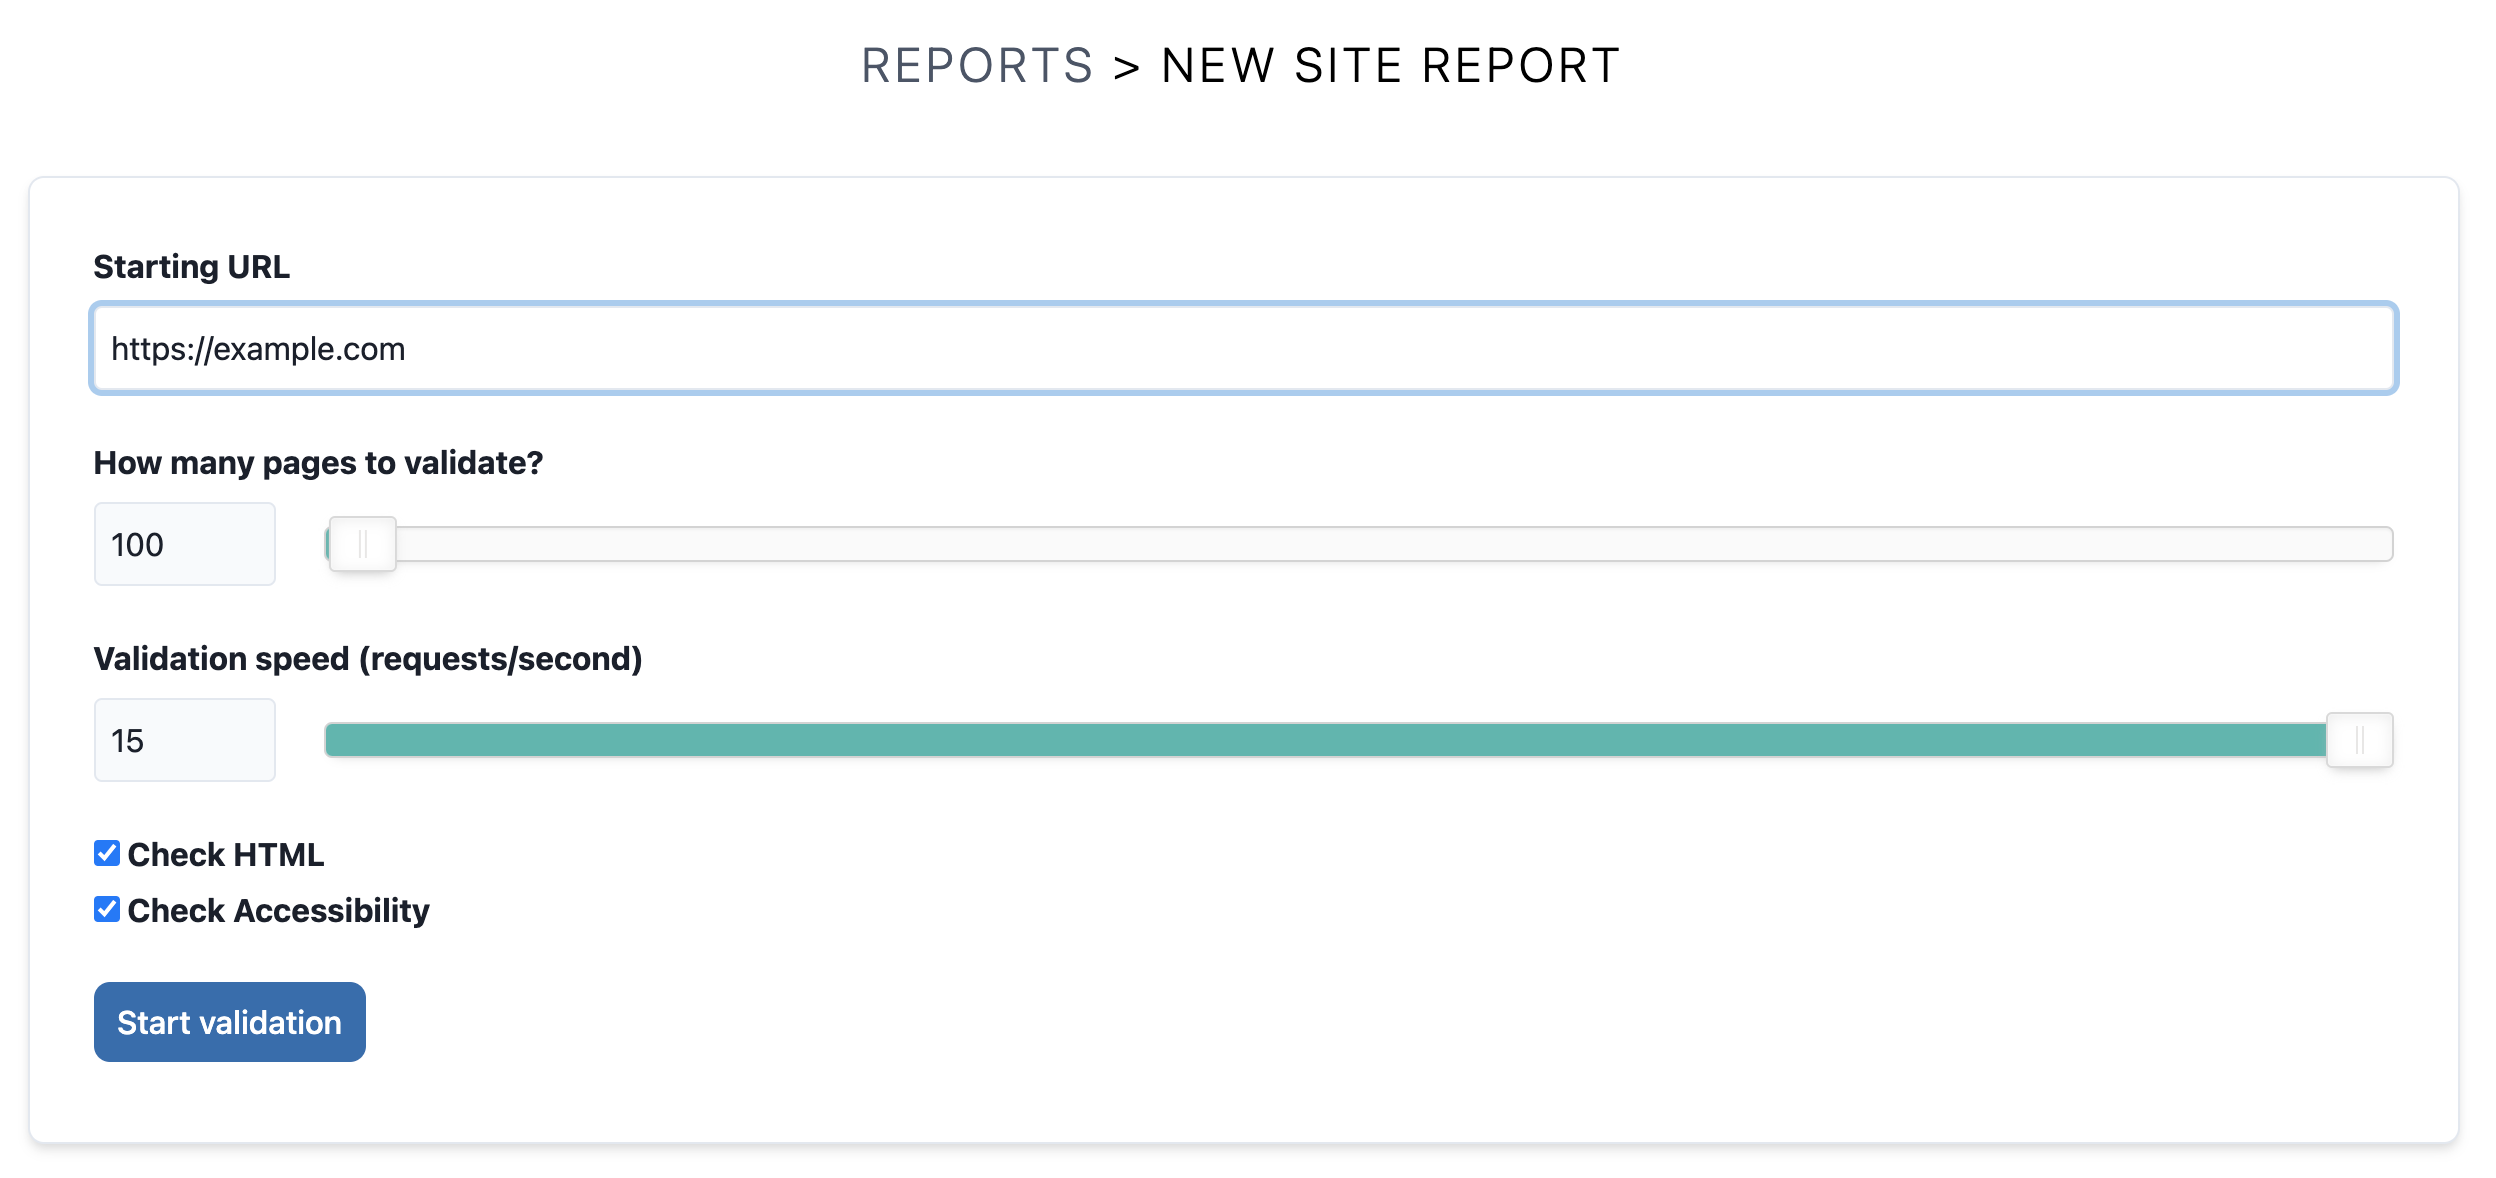 REPORTS > NEW SITE REPORT
Starting URL
https://example.com
How many pages to validate?
100
Validation speed (requests/second)
15
Check HTML
Check Accessibility
Start validation